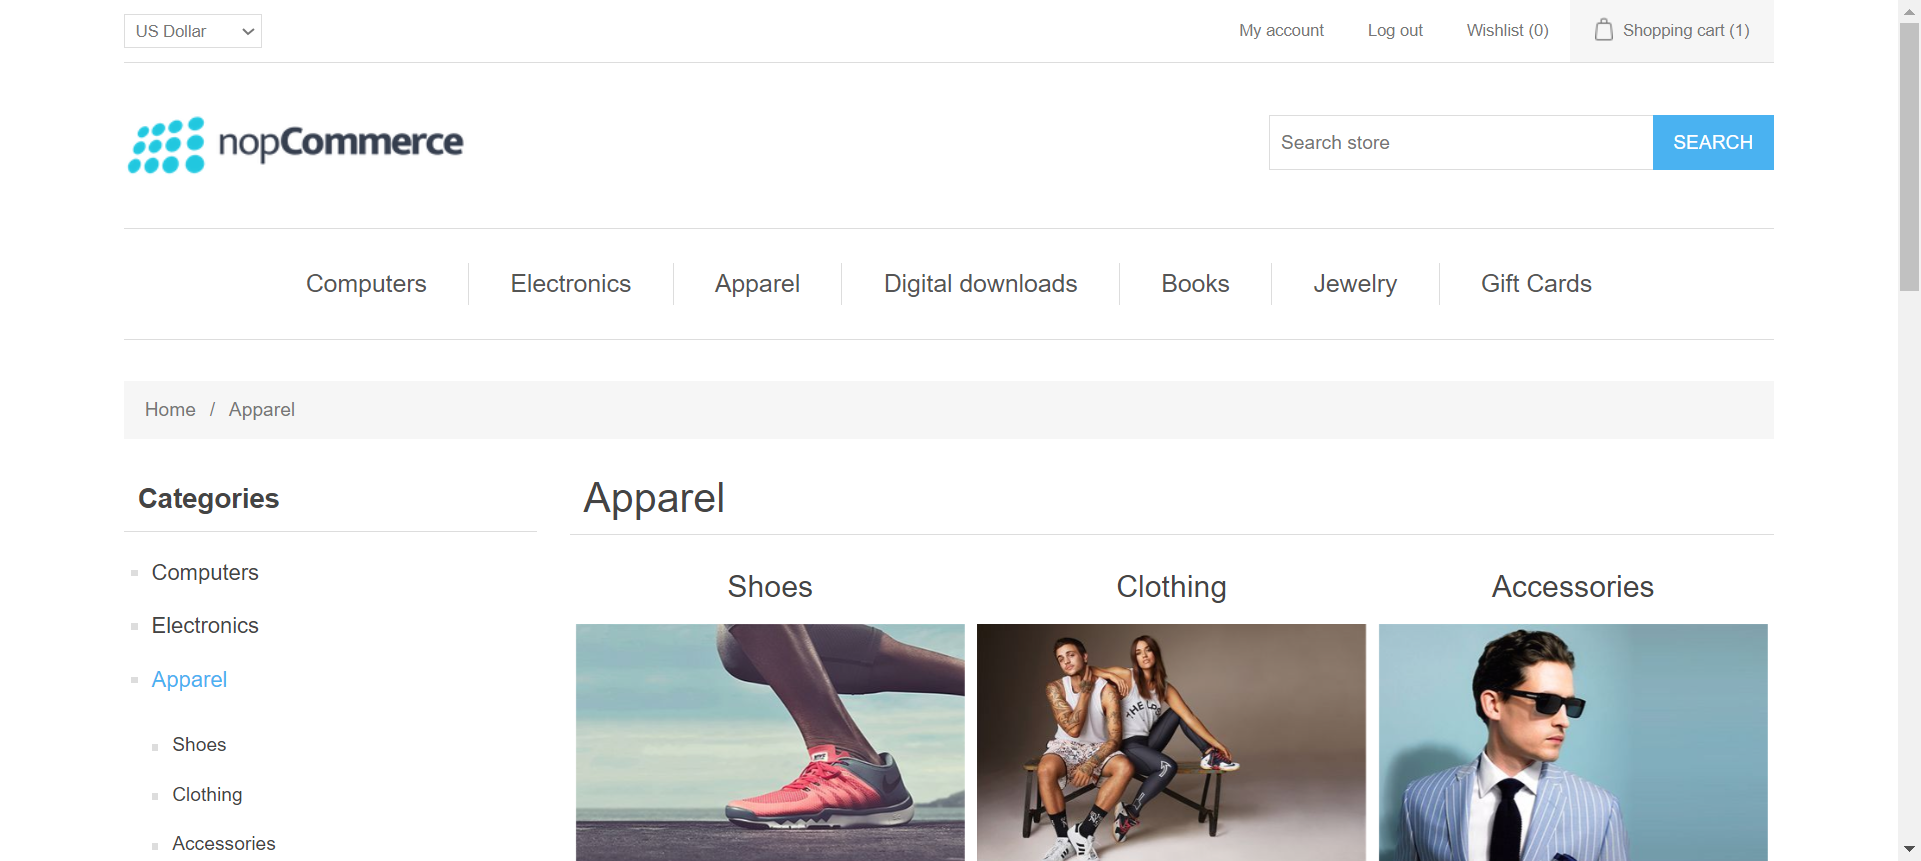 US Dollar
My account
Log out
Wishlist (0)
Shopping cart (1)
nopCommerce
Search store
SEARCH
Computers
Electronics
Apparel
Digital downloads
Books
Jewelry
Gift Cards
Home / Apparel
Categories
Computers
Electronics
Apparel
Shoes
Clothing
Accessories
Apparel
Shoes
Clothing
Accessories